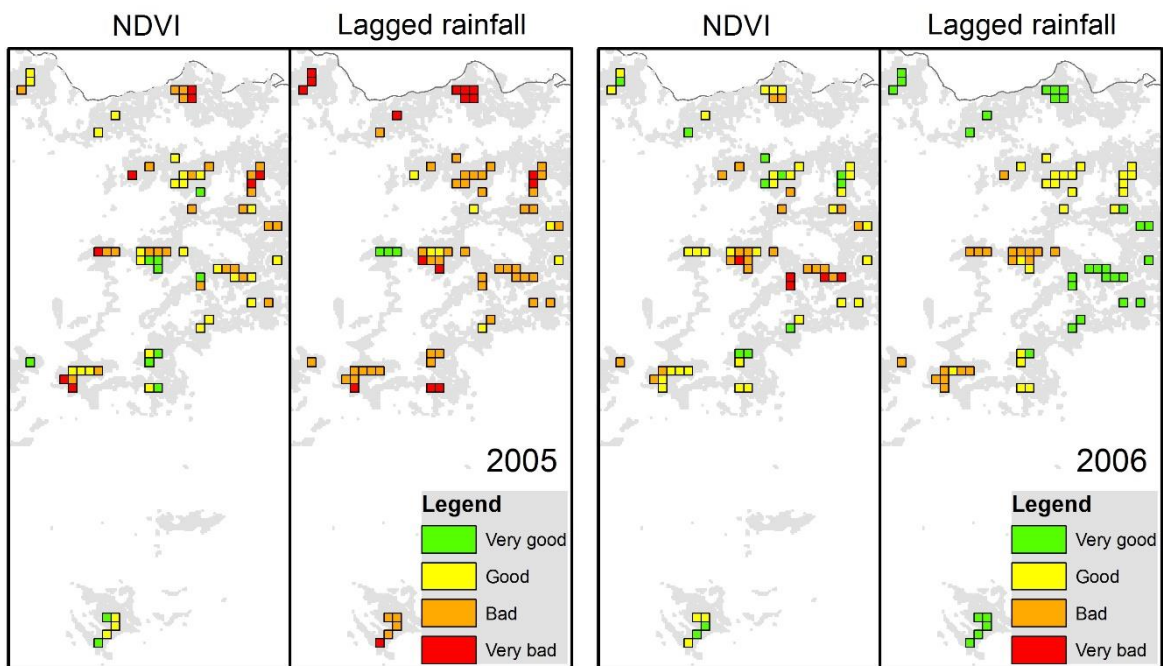 NDVI
Lagged rainfall
2005
Legend
Very good
Good
Bad
Very bad
NDVI
Lagged rainfall
2006
Legend
Very good
Good
Bad
Very bad